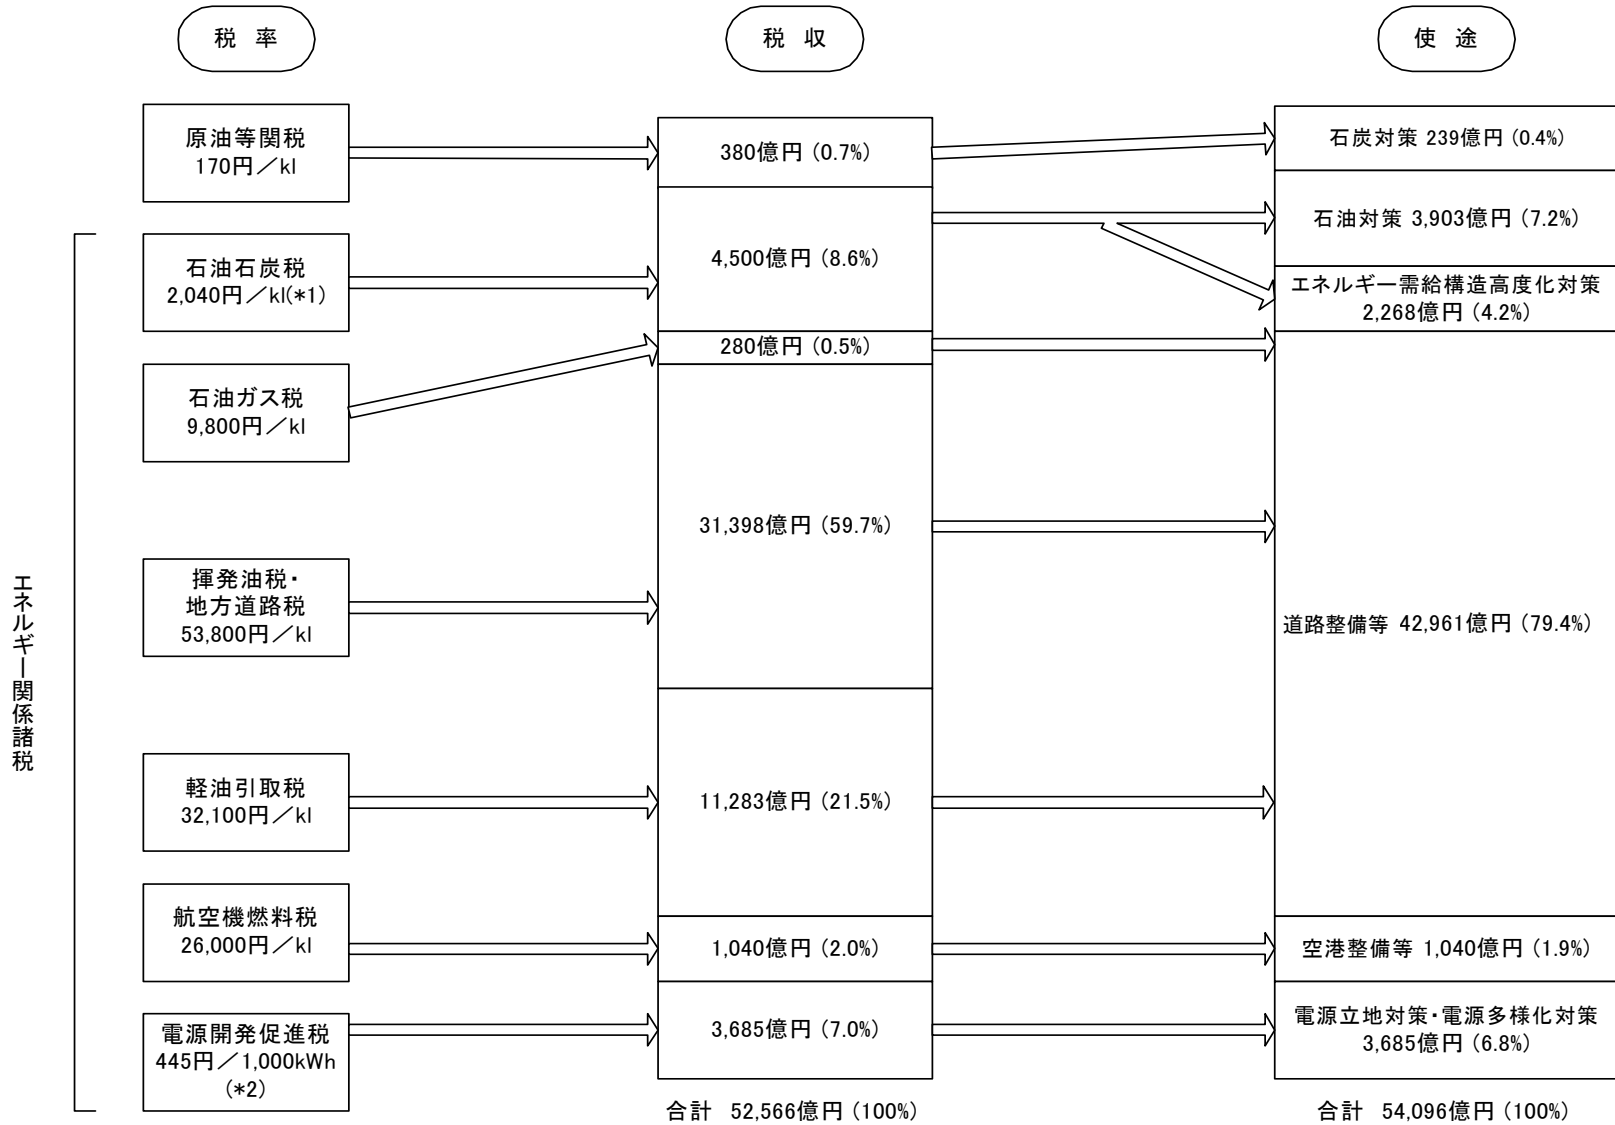 税 率
税 収
使 途
原油等関税
170円／kl
380億円 (0.7%)
石炭対策 239億円 (0.4%)
石油石炭税
2,040円／kl(*1)
4,500億円 (8.6%)
石油対策 3,903億円 (7.2%)
エネルギー需給構造高度化対策
2,268億円 (4.2%)
石油ガス税
9,800円／kl
280億円 (0.5%)
揮発油税・
地方道路税
53,800円／kl
31,398億円 (59.7%)
道路整備等 42,961億円 (79.4%)
軽油引取税
32,100円／kl
11,283億円 (21.5%)
航空機燃料税
26,000円／kl
1,040億円 (2.0%)
空港整備等 1,040億円 (1.9%)
電源開発促進税
445円／1,000kWh
(*2)
3,685億円 (7.0%)
電源立地対策・電源多様化対策
3,685億円 (6.8%)
エネルギー関係諸税
合計 52,566億円 (100%)
合計 54,096億円 (100%)